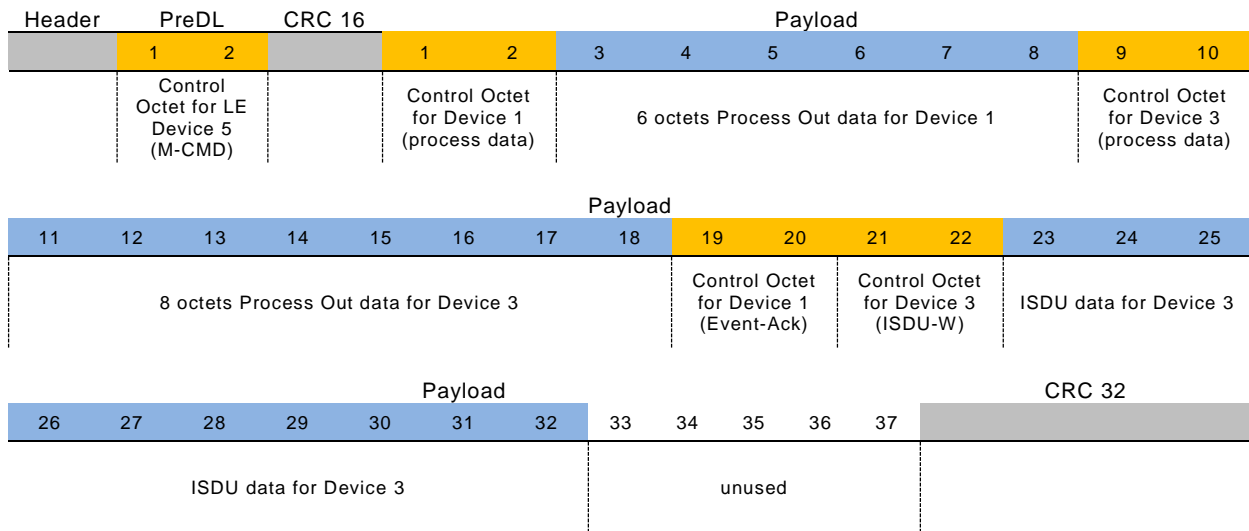 Header PreDL CRC 16 Payload
1 2 1 2 3 4 5 6 7 8 9 10
Control
Octet for LE
Device 5
(M-CMD)
Control Octet
for Device 1
(process data)
6 octets Process Out data for Device 1
Control Octet
for Device 3
(process data)
Payload
11 12 13 14 15 16 17 18 19 20 21 22 23 24 25
8 octets Process Out data for Device 3
Control Octet
for Device 1
(Event-Ack)
Control Octet
for Device 3
(ISDU-W)
ISDU data for Device 3
Payload CRC 32
26 27 28 29 30 31 32 33 34 35 36 37
ISDU data for Device 3
unused